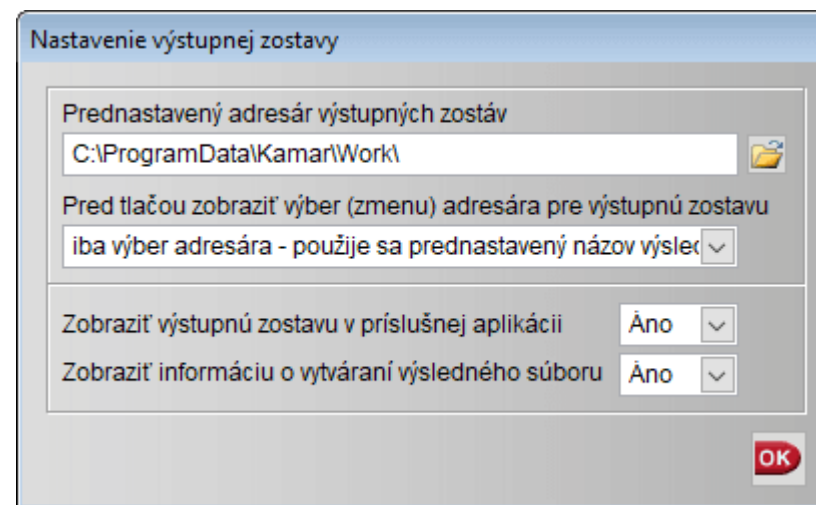 Nastavenie výstupnej zostavy
Prednastavený adresár výstupných zostáv
C:\ProgramData\Kamar\Work\
Pred tlačou zobraziť výber (zmenu) adresára pre výstupnú zostavu
iba výber adresára - použije sa prednastavený názov výsled
Zobraziť výstupnú zostavu v príslušnej aplikácii Áno
Zobraziť informáciu o vytváraní výsledného súboru Áno
OK